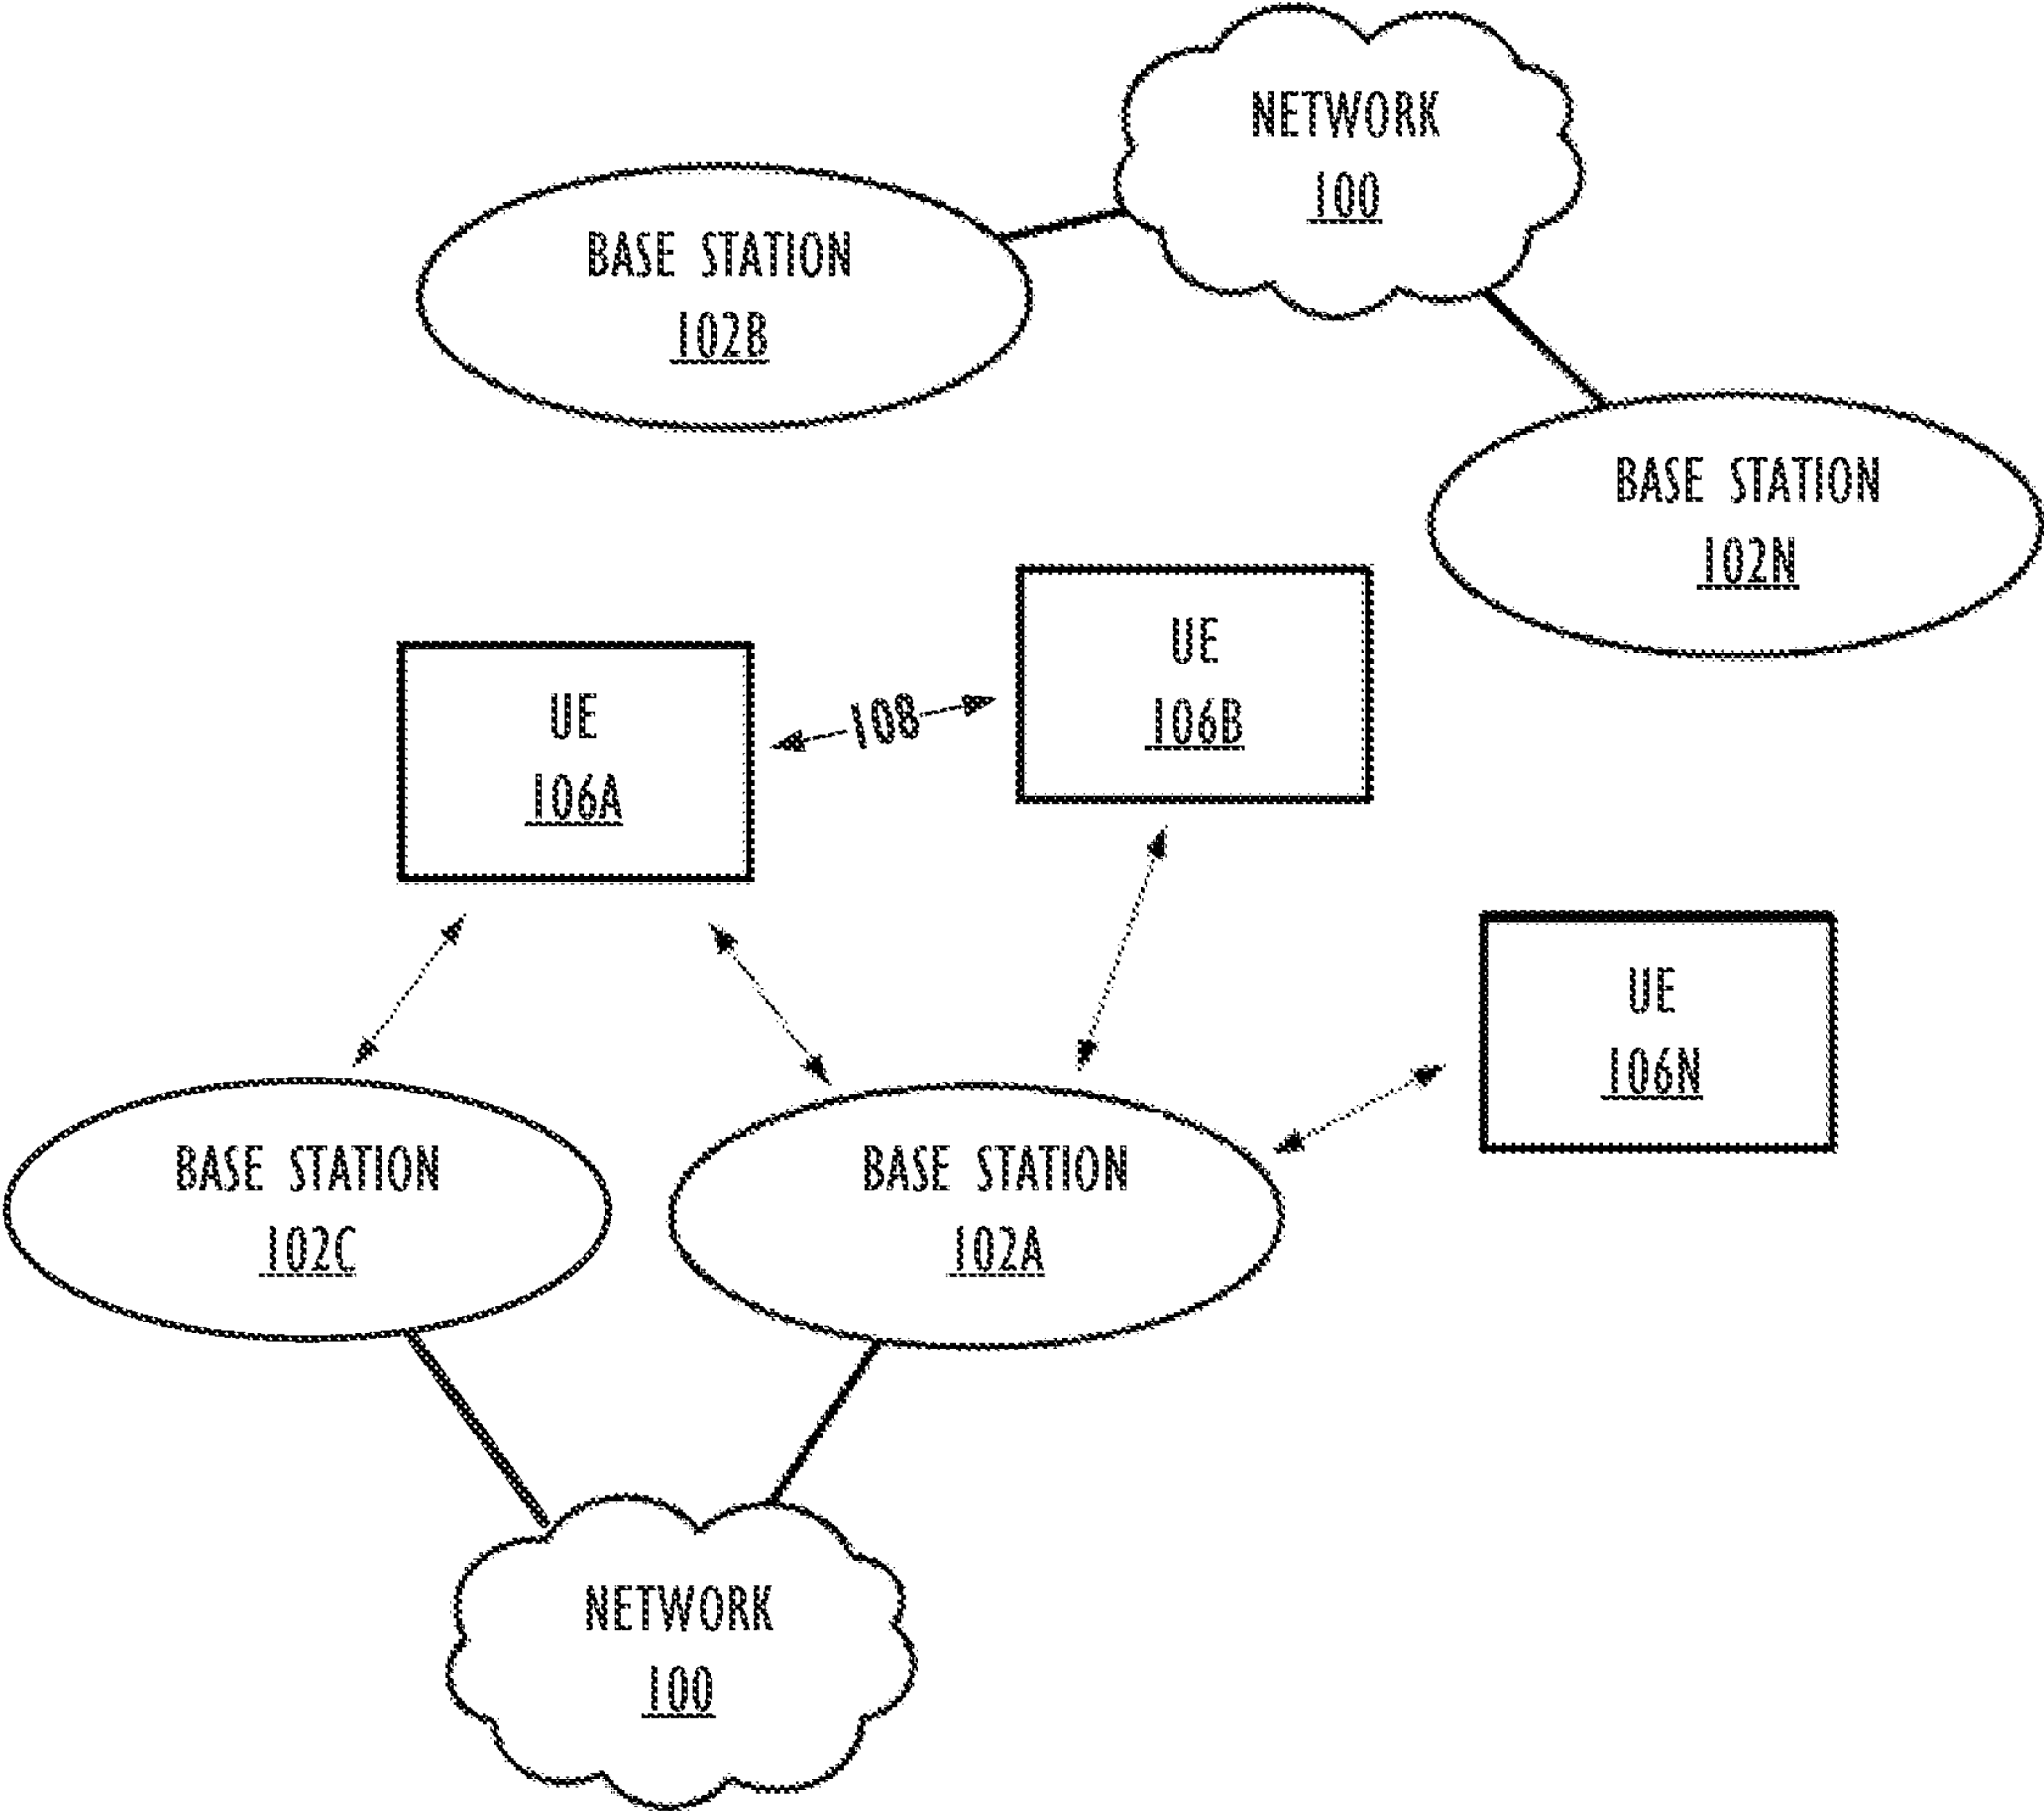 NETWORK
100
BASE STATION
102B
BASE STATION
102N
UE
106B
UE
106A
108
UE
106N
BASE STATION
102C
BASE STATION
102A
NETWORK
100